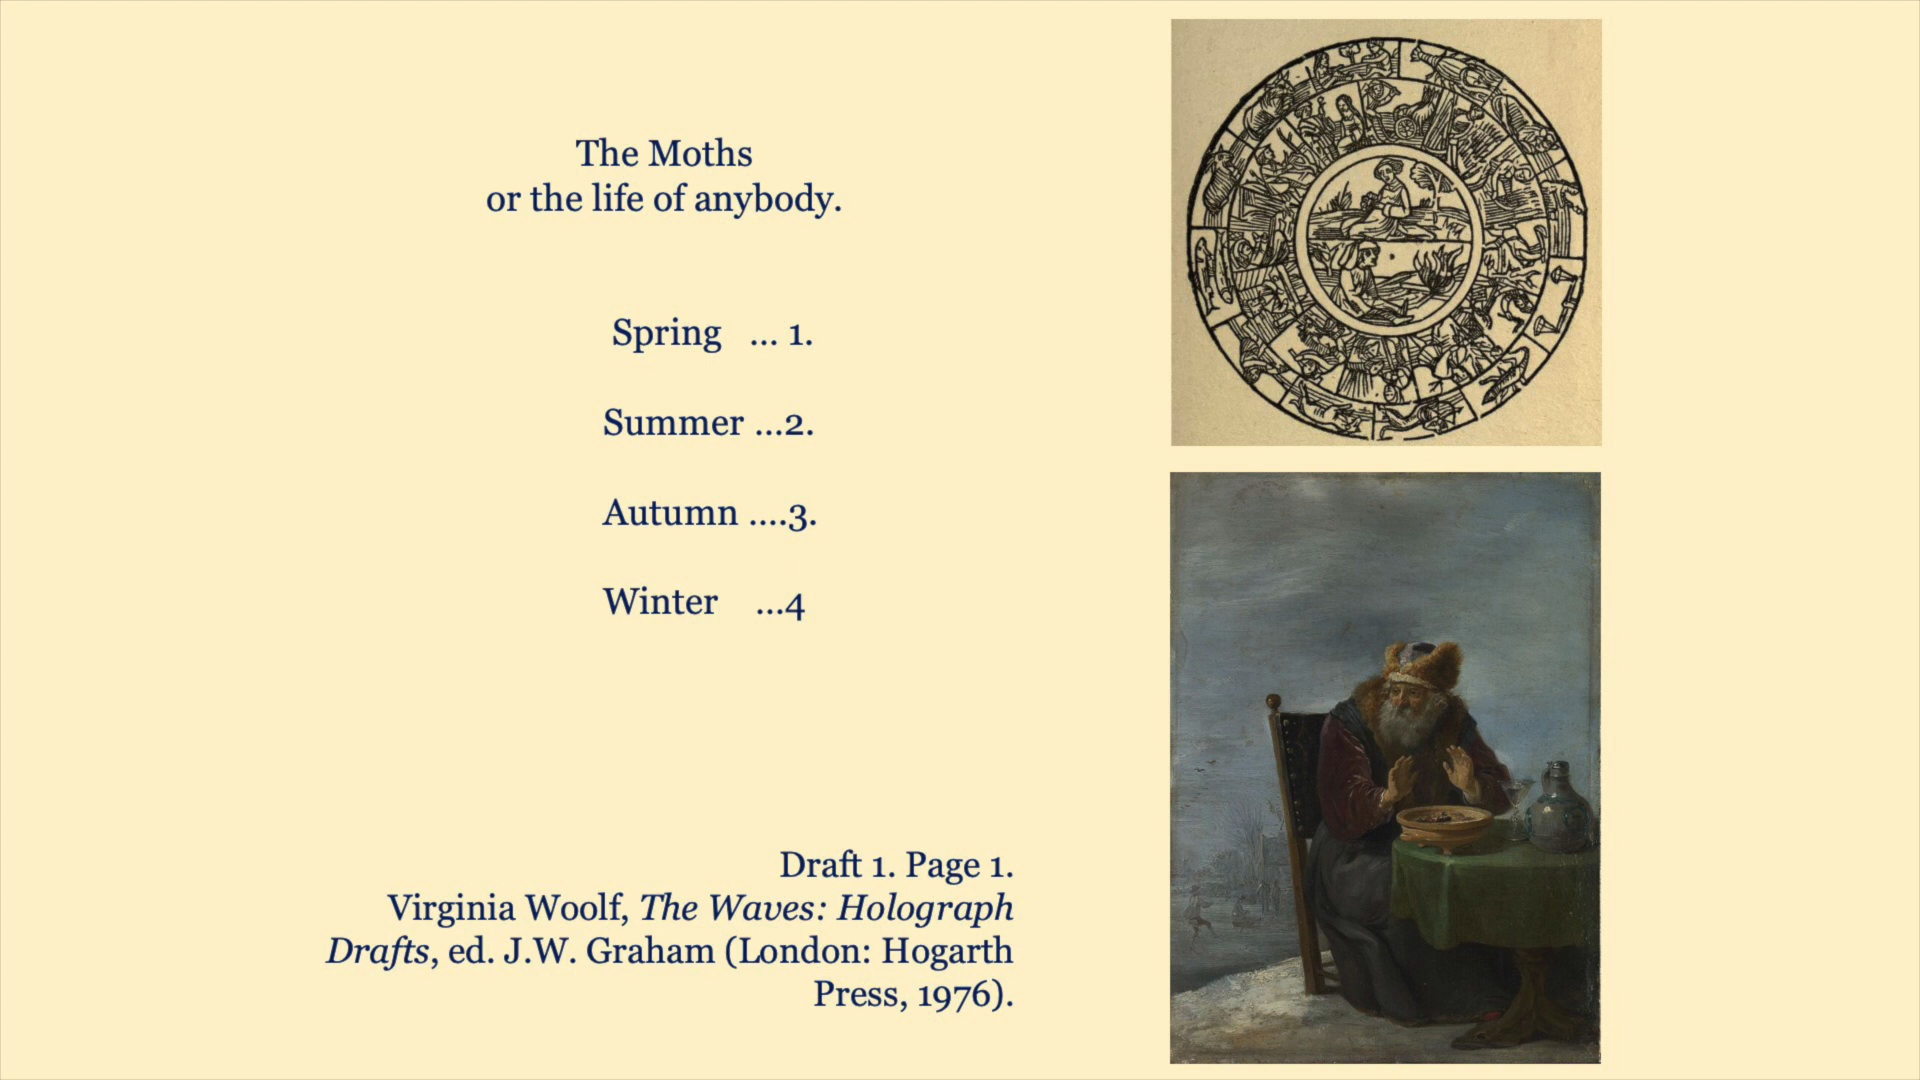 The Moths
or the life of anybody.
Spring ... 1.
Summer ...2.
Autumn ....3.
Winter ...4
Draft 1. Page 1.
Virginia Woolf, The Waves: Holograph
Drafts, ed. J.W. Graham (London: Hogarth
Press, 1976).